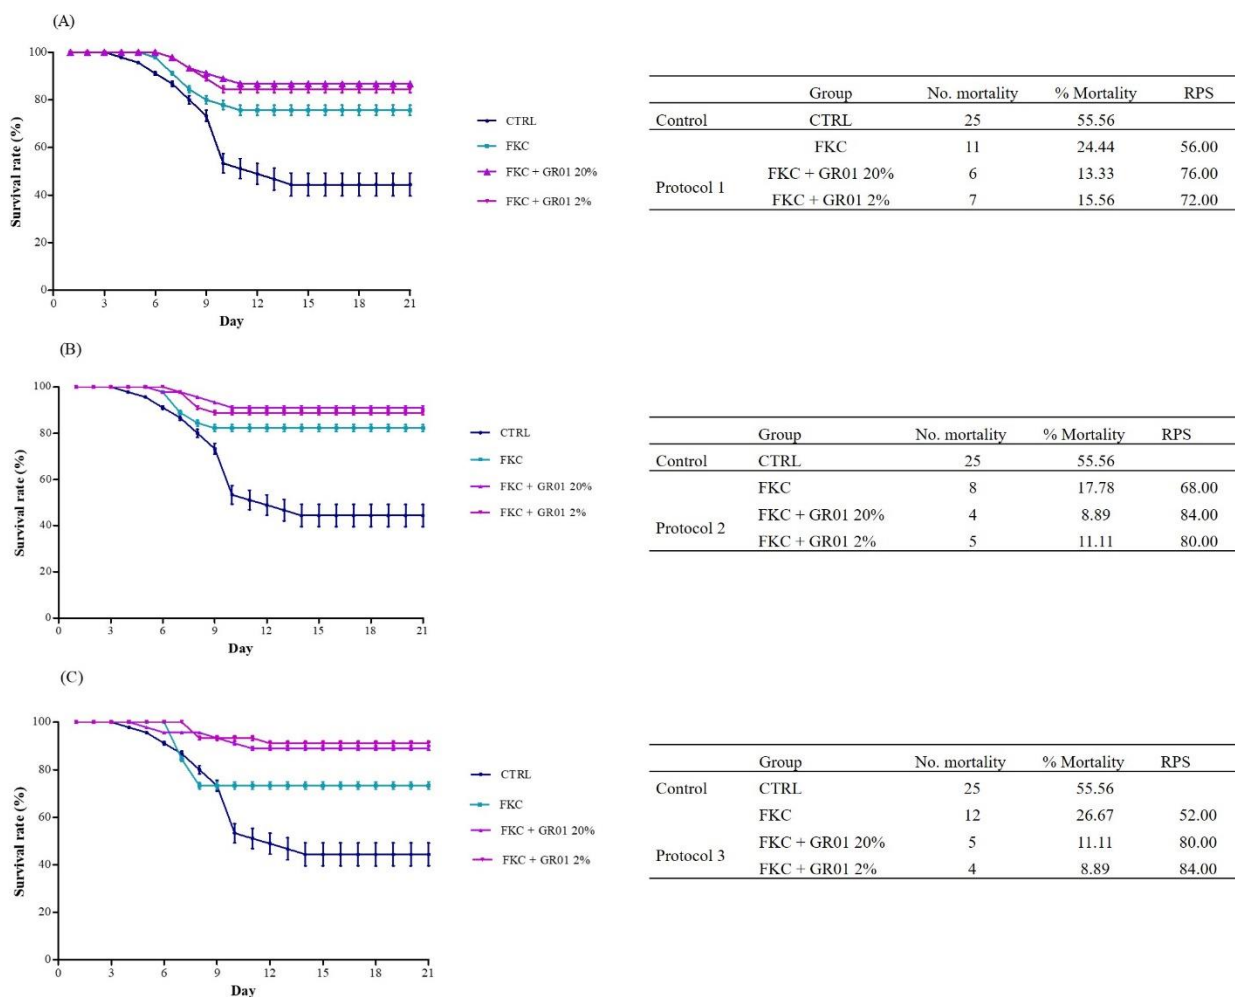 (A)
100
80
60
40
20
0
0 3 6 9 12 15 18 21
Survival rate (%)
Day
CTRL
FKC
FKC + GR01 20%
FKC + GR01 2%
Group No. mortality % Mortality RPS
Control CTRL 25 55.56
Protocol 1
FKC 11 24.44 56.00
FKC + GR01 20% 6 13.33 76.00
FKC + GR01 2% 7 15.56 72.00
(B)
100
80
60
40
20
0
0 3 6 9 12 15 18 21
Survival rate (%)
Day
CTRL
FKC
FKC + GR01 20%
FKC + GR01 2%
Group No. mortality % Mortality RPS
Control CTRL 25 55.56
Protocol 2
FKC 8 17.78 68.00
FKC + GR01 20% 4 8.89 84.00
FKC + GR01 2% 5 11.11 80.00
(C)
100
80
60
40
20
0
0 3 6 9 12 15 18 21
Survival rate (%)
Day
CTRL
FKC
FKC + GR01 20%
FKC + GR01 2%
Group No. mortality % Mortality RPS
Control CTRL 25 55.56
Protocol 3
FKC 12 26.67 52.00
FKC + GR01 20% 5 11.11 80.00
FKC + GR01 2% 4 8.89 84.00